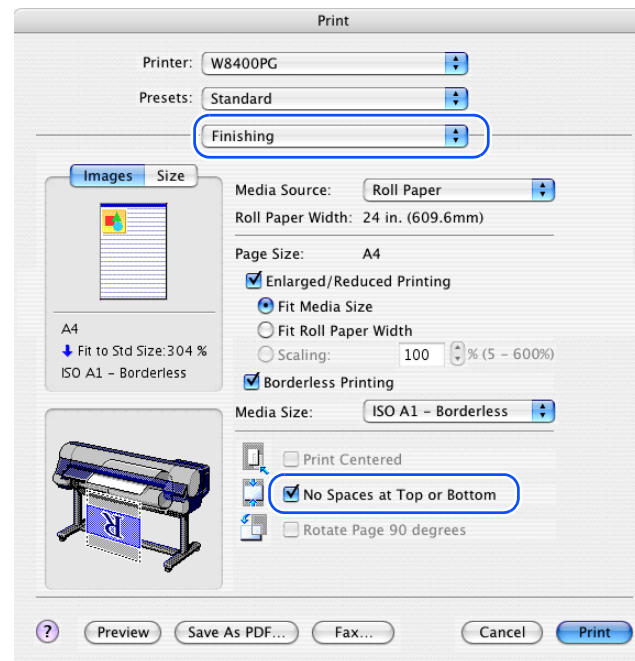 Print
Printer: W8400PG
Presets: Standard
Finishing
Images Size
A4
Fit to Std Size:304 %
ISO A1 – Borderless
Media Source: Roll Paper
Roll Paper Width: 24 in. (609.6mm)
Page Size: A4
Enlarged/Reduced Printing
Fit Media Size
Fit Roll Paper Width
Scaling: 100 % (5 – 600%)
Borderless Printing
Media Size: ISO A1 – Borderless
Print Centered
No Spaces at Top or Bottom
Rotate Page 90 degrees
R
? Preview Save As PDF... Fax... Cancel Print